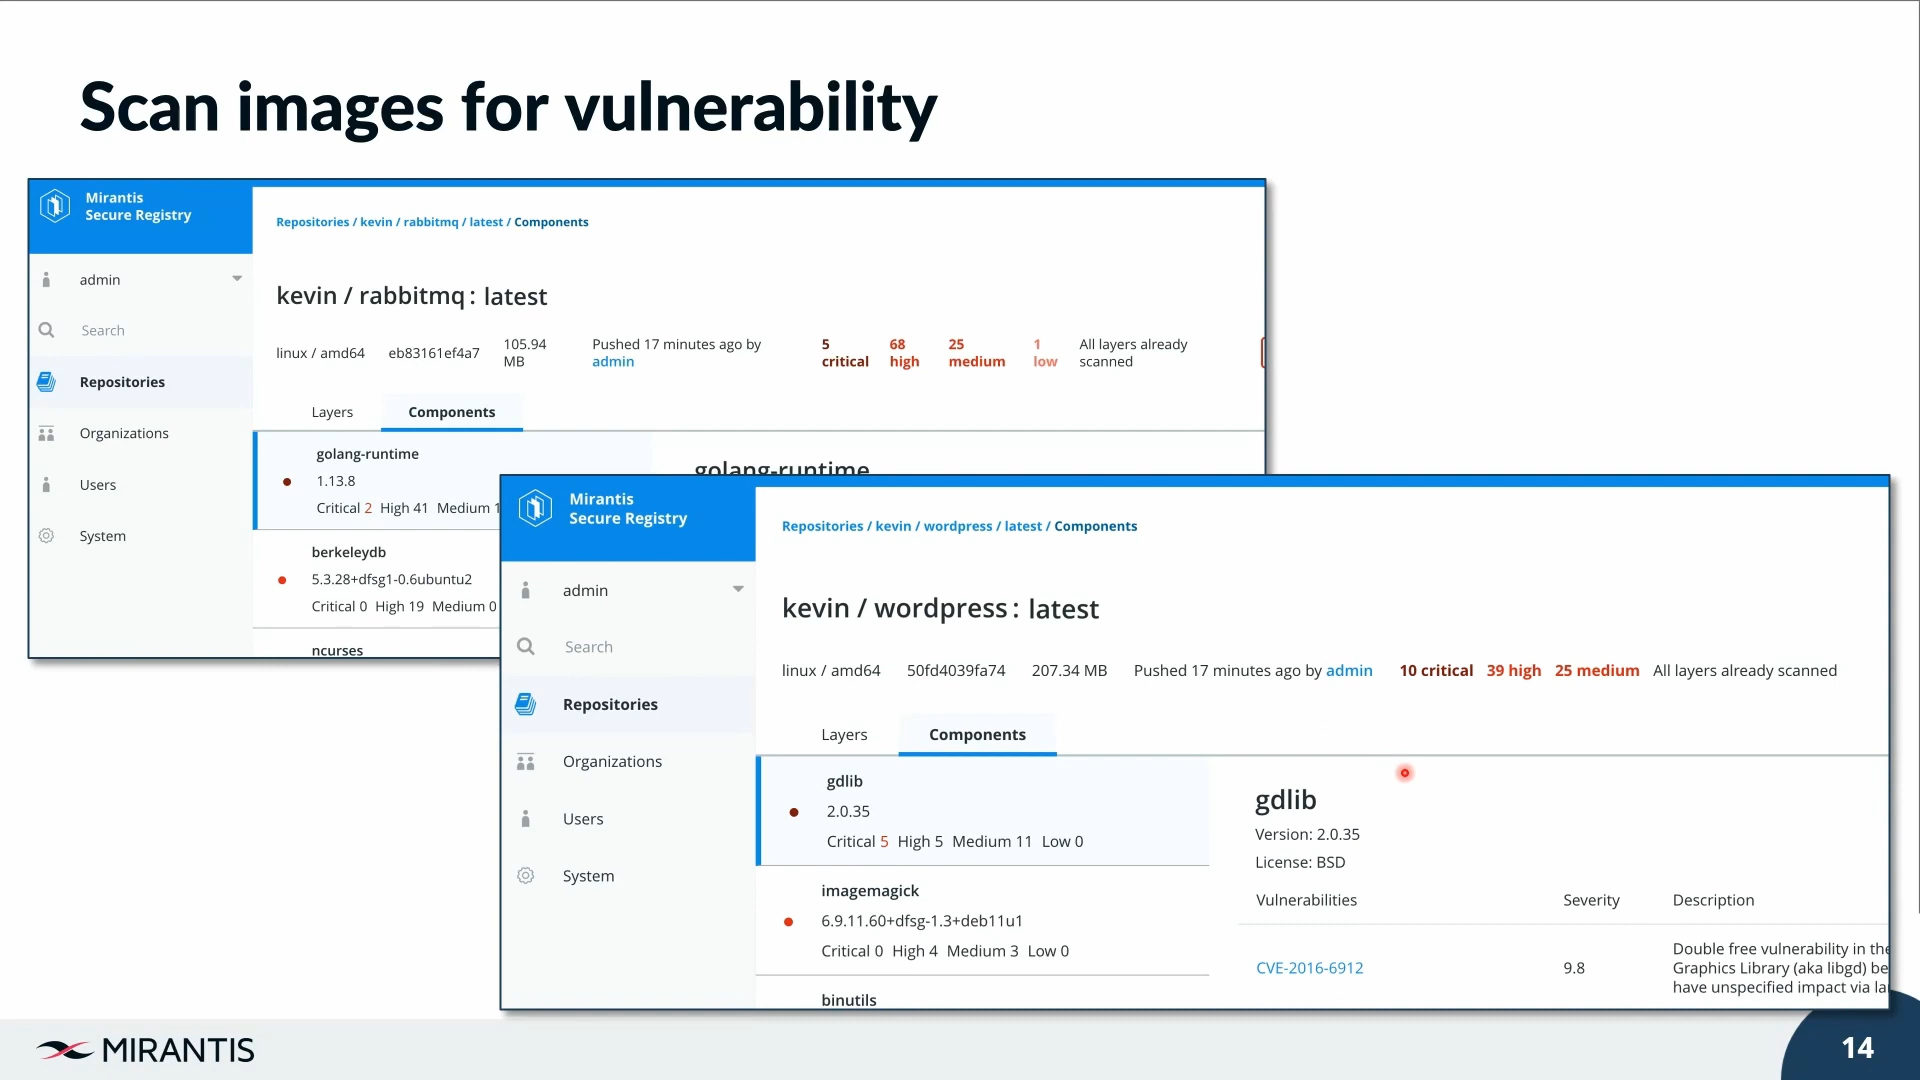 Scan images for vulnerability
Mirantis
Secure Registry
admin
Search
Repositories
Organizations
Users
System
Repositories / kevin / rabbitmq / latest / Components
kevin / rabbitmq : latest
linux / amd64 eb83161ef4a7 105.94 MB Pushed 17 minutes ago by admin 5 critical 68 high 25 medium 1 low All layers already scanned
Layers Components
golang-runtime
1.13.8
Critical 2 High 41 Medium 1
berkeleydb
5.3.28+dfsg1-0.6ubuntu2
Critical 0 High 19 Medium 0
ncurses
golang-runtime
Mirantis
Secure Registry
admin
Search
Repositories
Organizations
Users
System
Repositories / kevin / wordpress / latest / Components
kevin / wordpress : latest
linux / amd64 50fd4039fa74 207.34 MB Pushed 17 minutes ago by admin 10 critical 39 high 25 medium All layers already scanned
Layers Components
gdlib
2.0.35
Critical 5 High 5 Medium 11 Low 0
imagemagick
6.9.11.60+dfsg-1.3+deb11u1
Critical 0 High 4 Medium 3 Low 0
binutils
gdlib
Version: 2.0.35
License: BSD
Vulnerabilities Severity Description
CVE-2016-6912 9.8
Double free vulnerability in the
Graphics Library (aka libgd) be
have unspecified impact via la
MIRANTIS
14